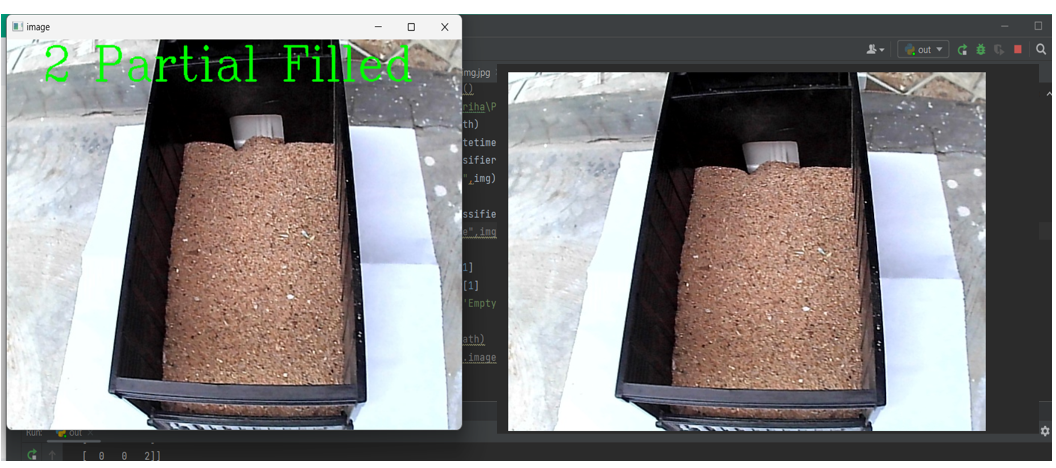 image
2 Partial Filled
out
mg.jpg
()
riha\P
th)
tetime
sifier
",img)
ssifie
e",img
1]
[1]
'Empty
ath)
.image
Run:
out
[ 0 0 2]]